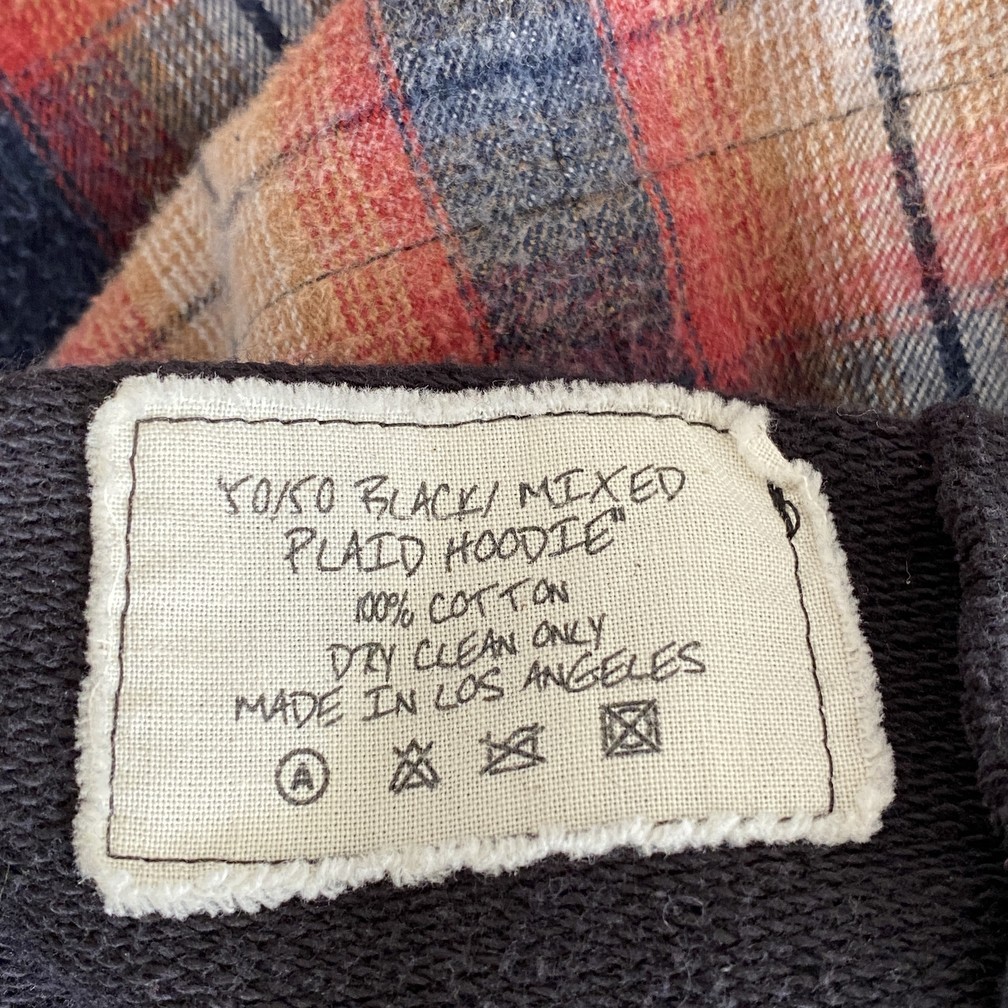 50/50 BLACK/ MIXED
PLAID HOODIE"
100% COTTON
DRY CLEAN ONLY
MADE IN LOS ANGELES
A